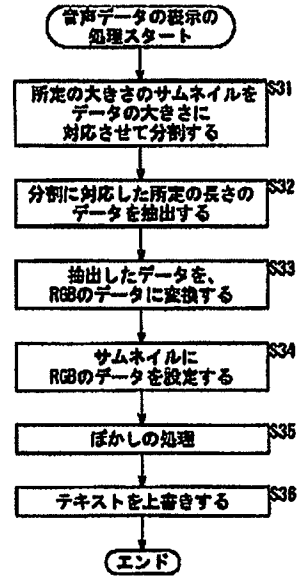 音声データの表示の
処理スタート
S31
所定の大きさのサムネイルを
データの大きさに
対応させて分割する
S32
分割に対応した所定の長さの
データを抽出する
S33
抽出したデータを、
RGBのデータに変換する
S34
サムネイルに
RGBのデータを設定する
S35
ぼかしの処理
S36
テキストを上書きする
エンド